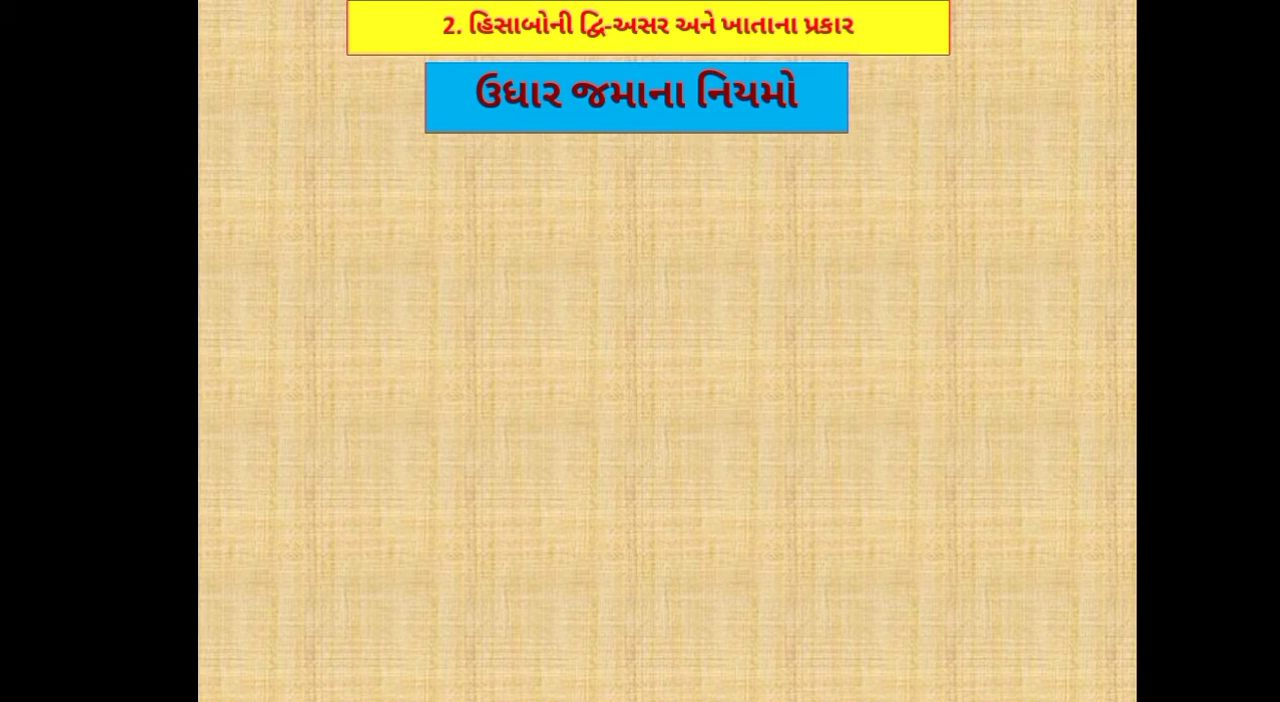 2. હિસાબોની દ્વિ-અસર અને ખાતાના પ્રકાર
ઉધાર જમાના નિયમો